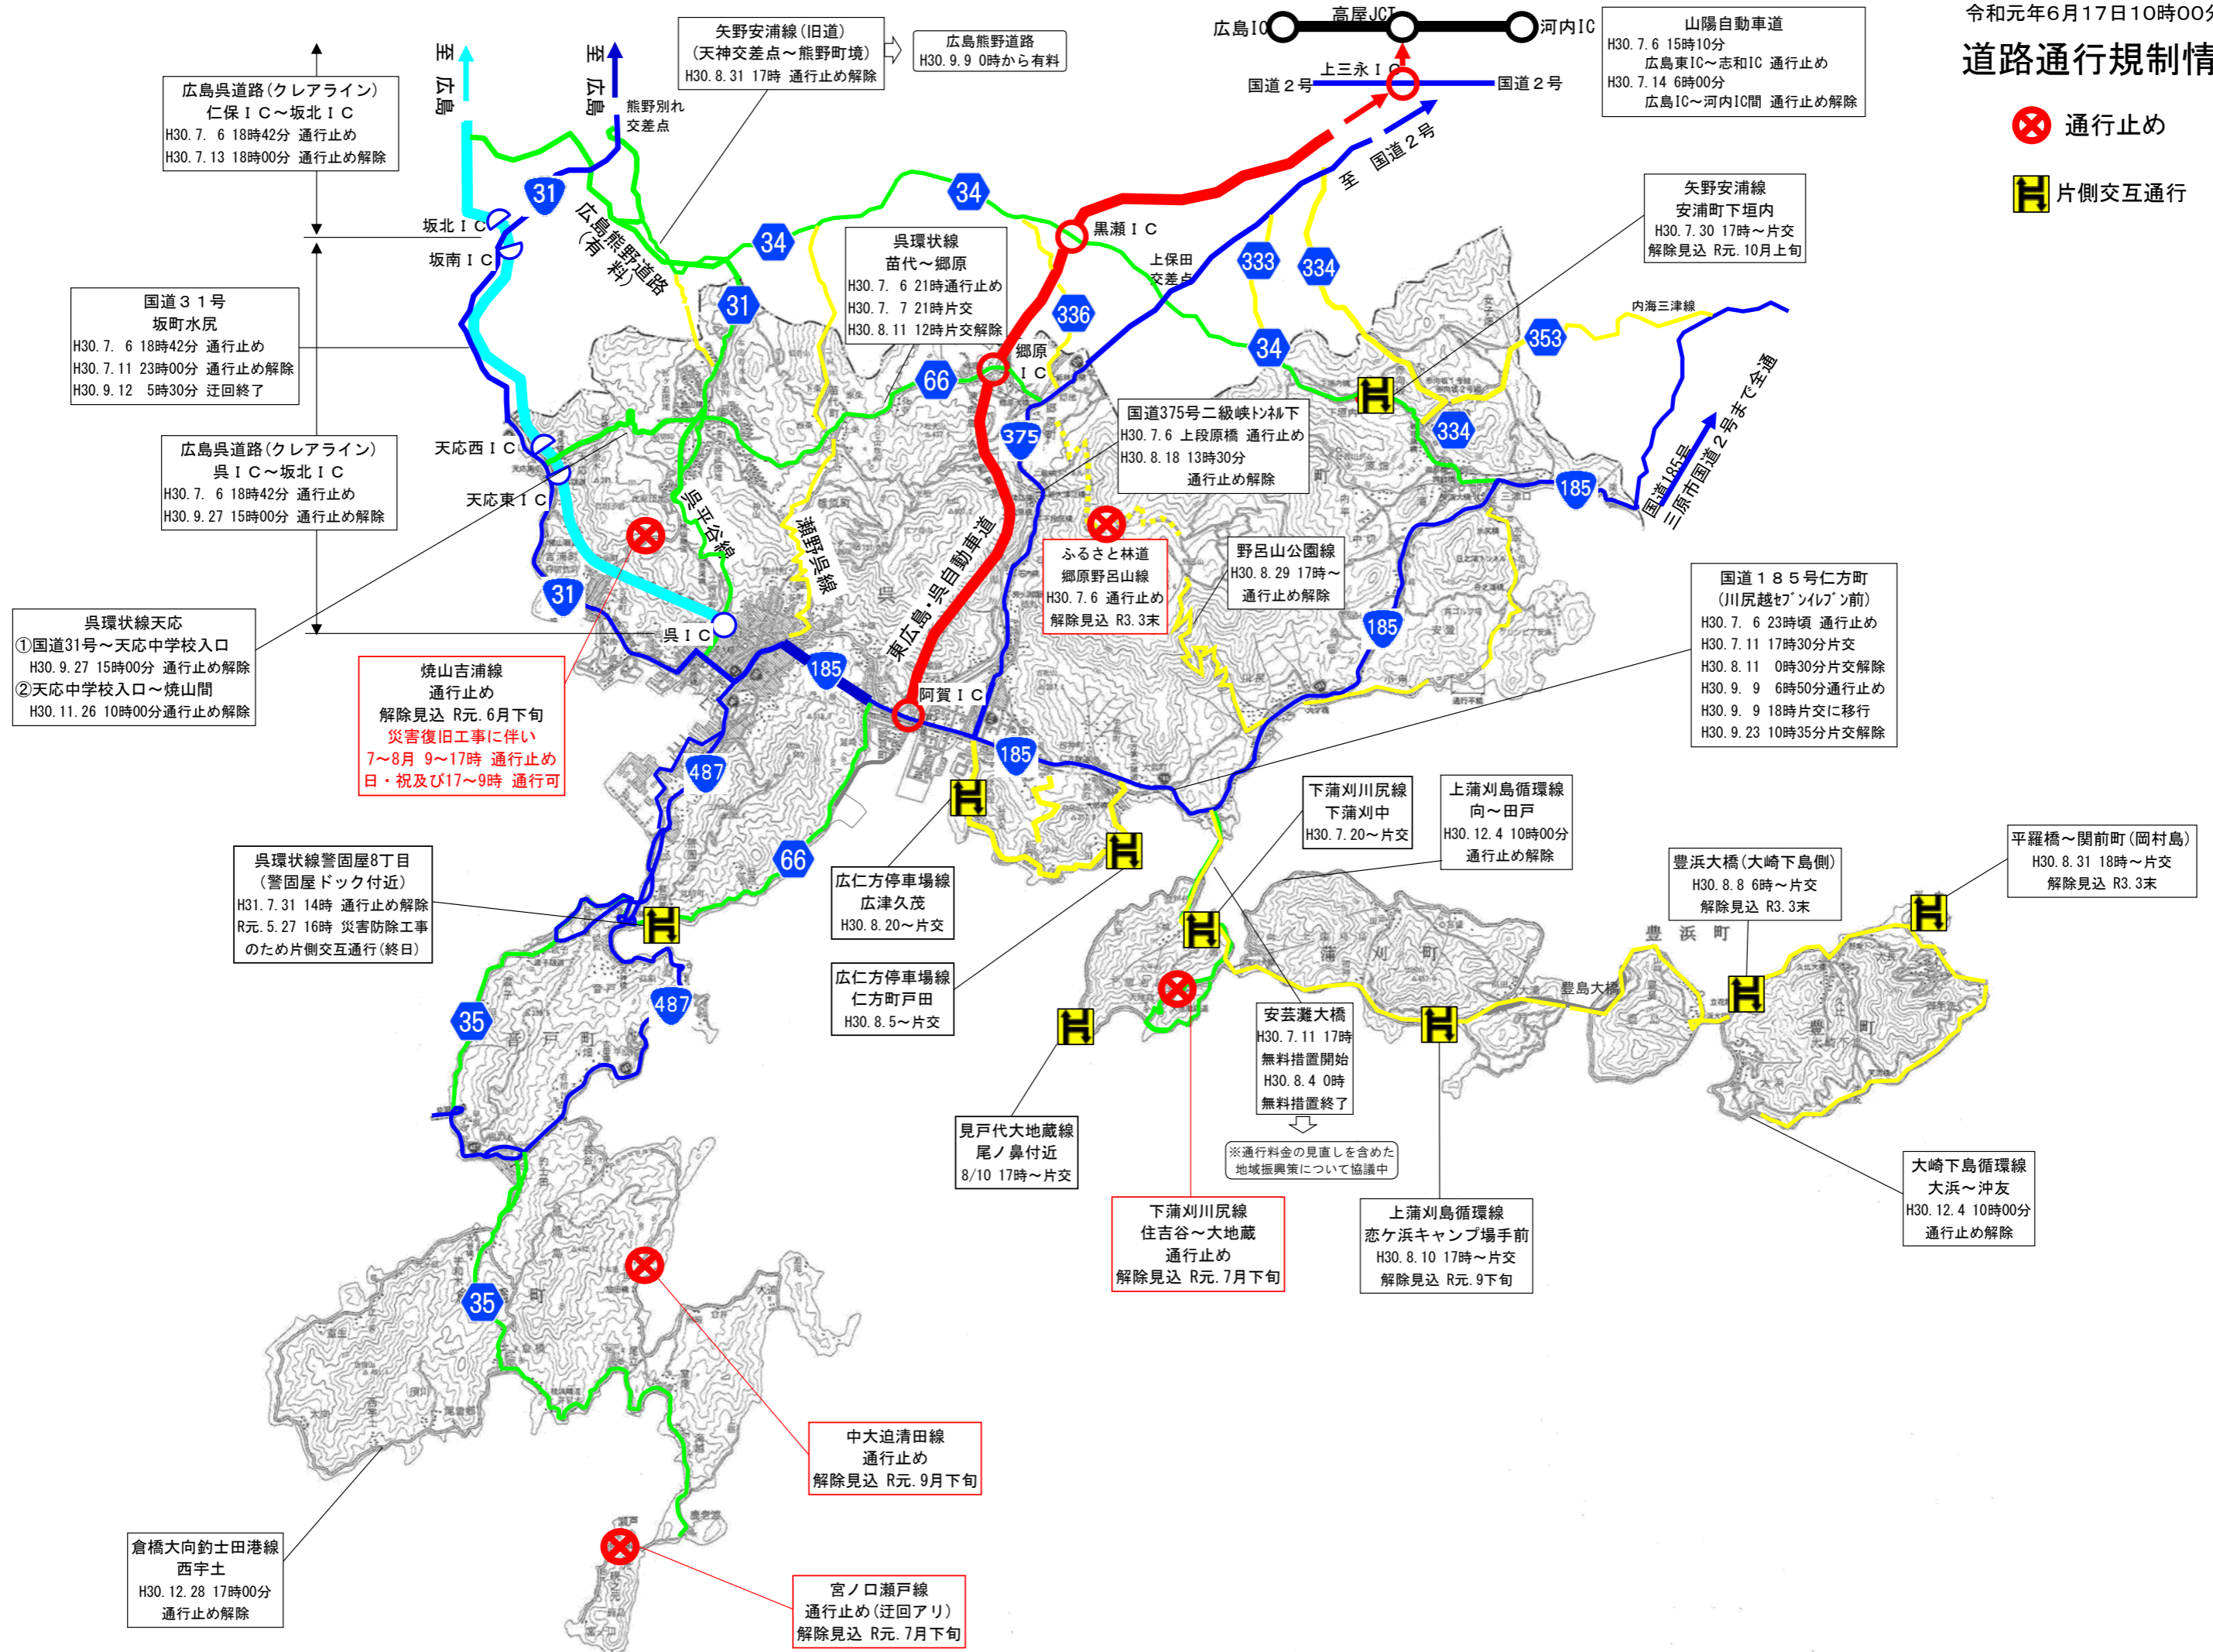 令和元年6月17日10時00分
道路通行規制情
通行止め
片側交互通行
広島IC
高屋JCT
河内IC
国道２号
上三永ＩＣ
国道２号
山陽自動車道
H30.7.6 15時10分
広島東IC～志和IC 通行止め
H30.7.14 6時00分
広島IC～河内IC間 通行止め解除
矢野安浦線(旧道)
(天神交差点～熊野町境)
H30.8.31 17時 通行止め解除
広島熊野道路
H30.9.9 0時から有料
至 広島
至 広島
熊野別れ
交差点
広島呉道路(クレアライン)
仁保ＩＣ～坂北ＩＣ
H30.7. 6 18時42分 通行止め
H30.7.13 18時00分 通行止め解除
坂北ＩＣ
坂南ＩＣ
31
広島熊野道路
(有 料)
34
34
黒瀬ＩＣ
至 国道２号
上保田
交差点
333
334
矢野安浦線
安浦町下垣内
H30.7.30 17時～片交
解除見込 R元.10月上旬
国道３１号
坂町水尻
H30.7. 6 18時42分 通行止め
H30.7.11 23時00分 通行止め解除
H30.9.12 5時30分 迂回終了
31
呉環状線
苗代～郷原
H30.7. 6 21時通行止め
H30.7. 7 21時片交
H30.8.11 12時片交解除
336
34
353
内海三津線
郷原
ＩＣ
66
375
334
国道185号
三原市国道２号まで全通
185
国道375号二級峡ﾄﾝﾈﾙ下
H30.7.6 上段原橋 通行止め
H30.8.18 13時30分
通行止め解除
広島呉道路(クレアライン)
呉ＩＣ～坂北ＩＣ
H30.7. 6 18時42分 通行止め
H30.9.27 15時00分 通行止め解除
天応西ＩＣ
天応東ＩＣ
呉平谷線
瀬野呉線
東広島・呉自動車道
ふるさと林道
郷原野呂山線
H30.7.6 通行止め
解除見込 R3.3末
野呂山公園線
H30.8.29 17時～
通行止め解除
国道１８５号仁方町
(川尻越ｾﾌﾞﾝｲﾚﾌﾞﾝ前)
H30.7. 6 23時頃 通行止め
H30.7.11 17時30分片交
H30.8.11 0時30分片交解除
H30.9. 9 6時50分通行止め
H30.9. 9 18時片交に移行
H30.9.23 10時35分片交解除
31
185
呉環状線天応
①国道31号～天応中学校入口
H30.9.27 15時00分 通行止め解除
②天応中学校入口～焼山間
H30.11.26 10時00分通行止め解除
呉ＩＣ
185
阿賀ＩＣ
185
焼山吉浦線
通行止め
解除見込 R元.6月下旬
災害復旧工事に伴い
7～8月 9～17時 通行止め
日・祝及び17～9時 通行可
487
66
下蒲刈川尻線
下蒲刈中
H30.7.20～片交
上蒲刈島循環線
向～田戸
H30.12.4 10時00分
通行止め解除
平羅橋～関前町(岡村島)
H30.8.31 18時～片交
解除見込 R3.3末
豊浜大橋(大崎下島側)
H30.8.8 6時～片交
解除見込 R3.3末
呉環状線警固屋8丁目
(警固屋ドック付近)
H31.7.31 14時 通行止め解除
R元.5.27 16時 災害防除工事
のため片側交互通行(終日)
広仁方停車場線
広津久茂
H30.8.20～片交
広仁方停車場線
仁方町戸田
H30.8.5～片交
蒲 刈 町
豊 浜 町
豊島大橋
豊 町
487
35
音 戸 町
安芸灘大橋
H30.7.11 17時
無料措置開始
H30.8.4 0時
無料措置終了
※通行料金の見直しを含めた
地域振興策について協議中
見戸代大地蔵線
尾ノ鼻付近
8/10 17時～片交
下蒲刈川尻線
住吉谷～大地蔵
通行止め
解除見込 R元.7月下旬
上蒲刈島循環線
恋ケ浜キャンプ場手前
H30.8.10 17時～片交
解除見込 R元.9下旬
大崎下島循環線
大浜～沖友
H30.12.4 10時00分
通行止め解除
35
中大迫清田線
通行止め
解除見込 R元.9月下旬
倉橋大向釣士田港線
西宇土
H30.12.28 17時00分
通行止め解除
宮ノ口瀬戸線
通行止め(迂回アリ)
解除見込 R元.7月下旬